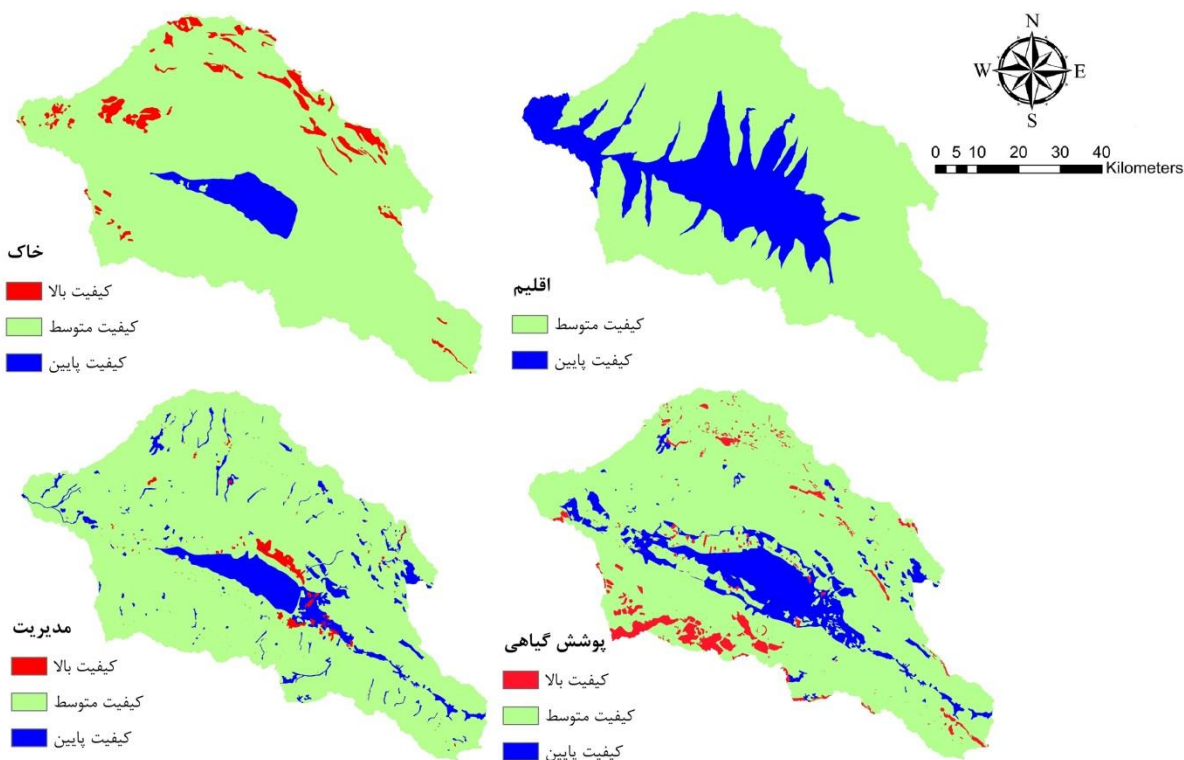 خاک
کیفیت بالا
کیفیت متوسط
کیفیت پایین
اقلیم
کیفیت متوسط
کیفیت پایین
N
W E
S
0 5 10 20 30 40
Kilometers
مدیریت
کیفیت بالا
کیفیت متوسط
کیفیت پایین
پوشش گیاهی
کیفیت بالا
کیفیت متوسط
کیفیت پایین